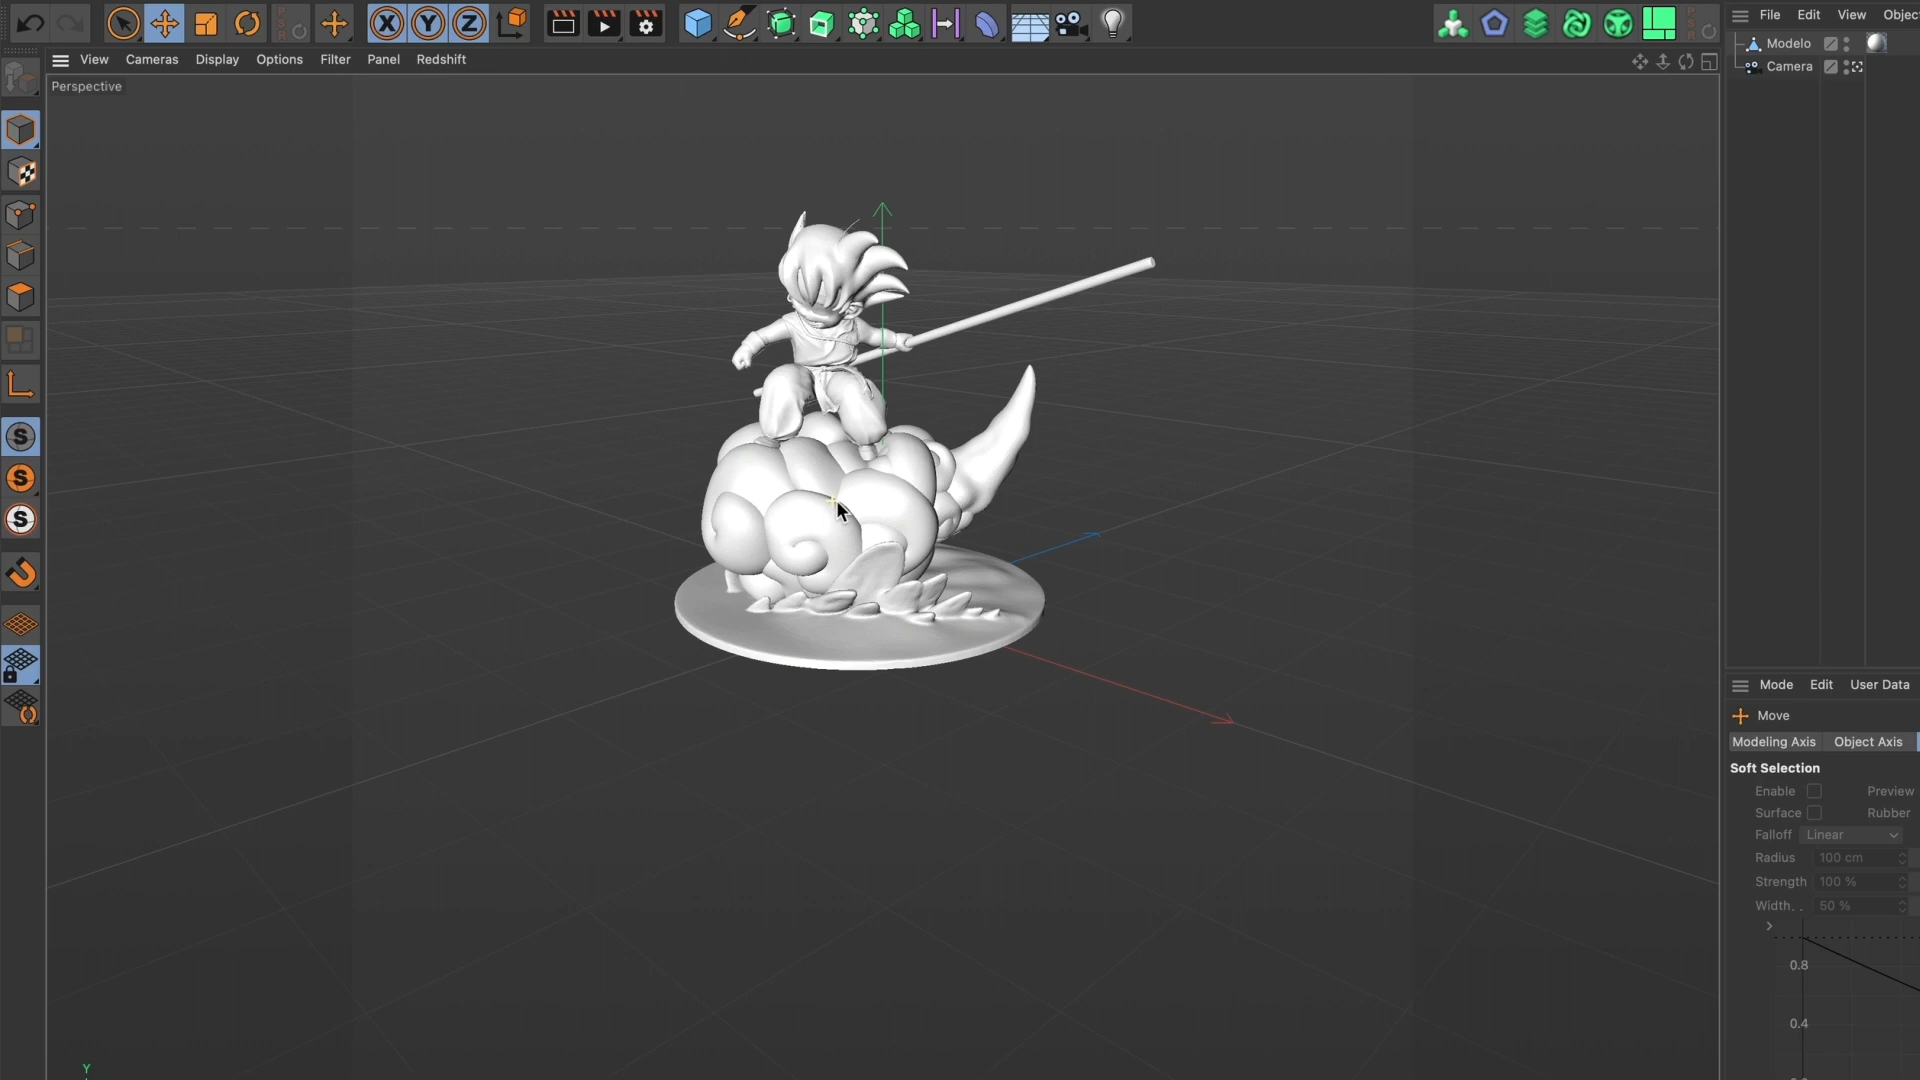 File Edit View Objec
View Cameras Display Options Filter Panel Redshift
Perspective
Modelo
Camera
X Y Z
PSR
PSR
S
S
S
Mode Edit User Data
Move
Modeling Axis Object Axis
Soft Selection
Enable Preview
Surface Rubber
Falloff Linear
Radius 100 cm
Strength 100 %
Width. . 50 %
0.8
0.4
Y